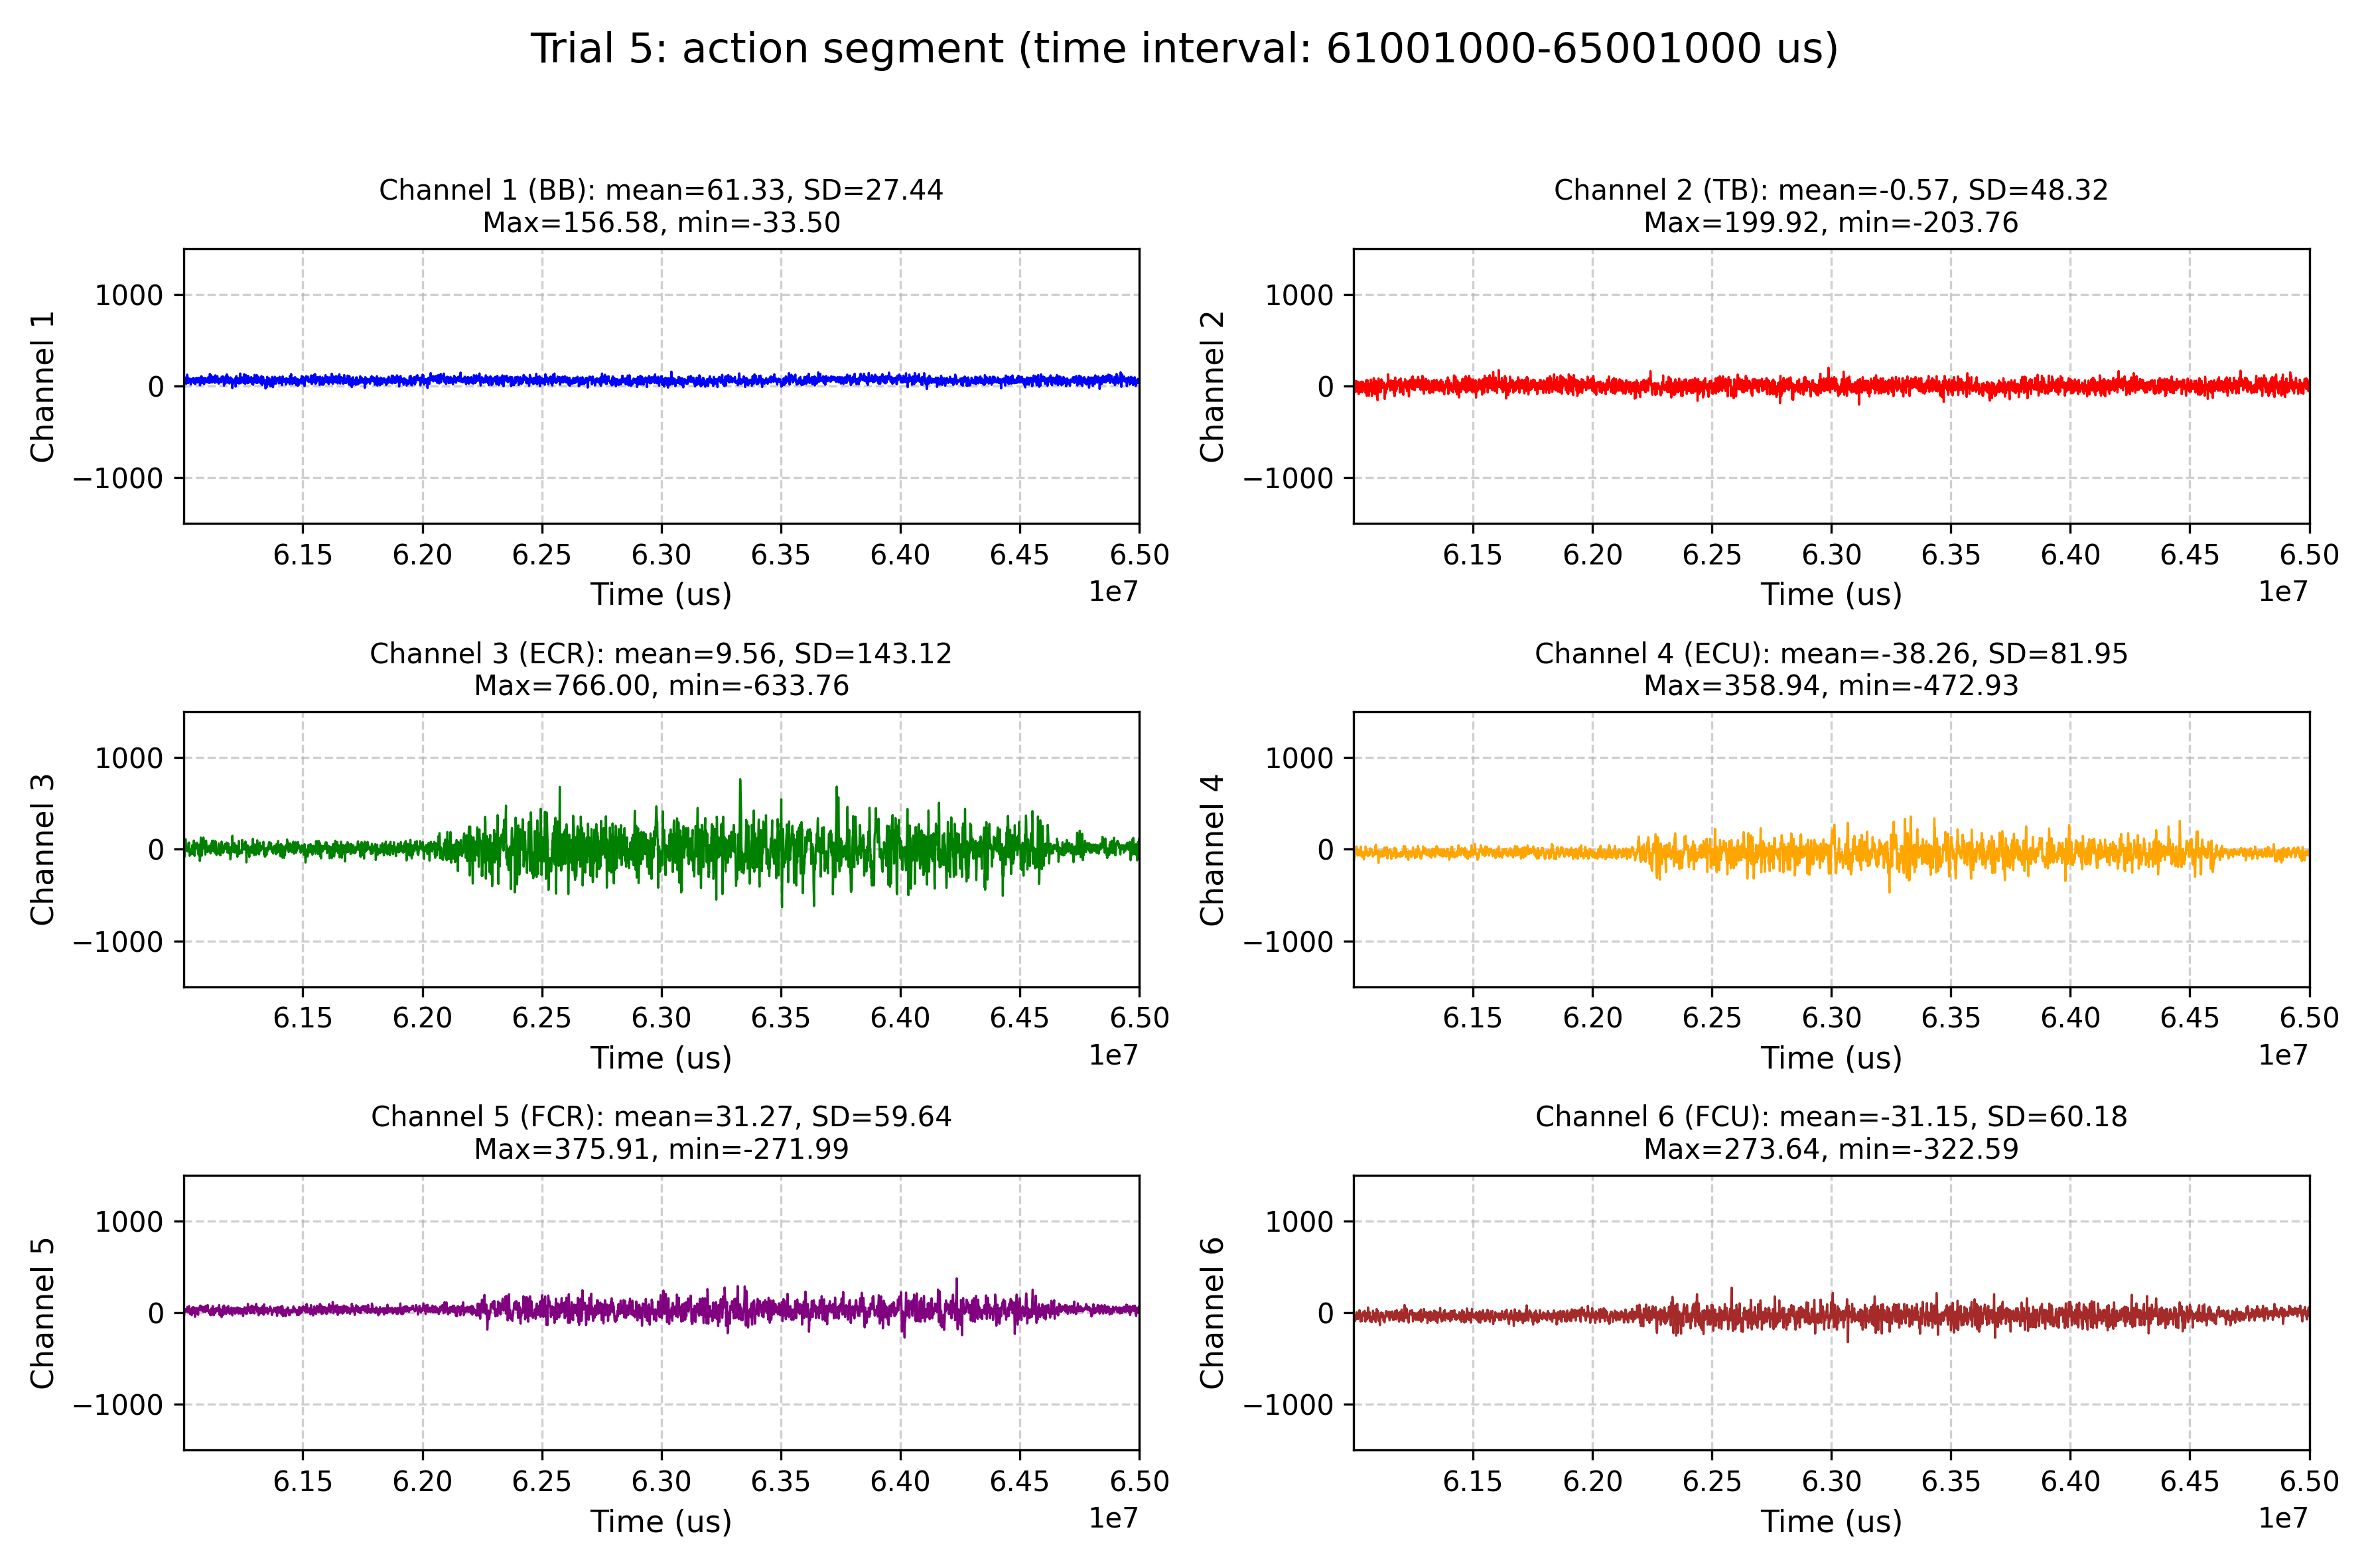 Trial 5: action segment (time interval: 61001000-65001000 us)
Channel 1 (BB): mean=61.33, SD=27.44
Max=156.58, min=-33.50
Channel 1
1000
0
−1000
6.15 6.20 6.25 6.30 6.35 6.40 6.45 6.50
Time (us)
1e7
Channel 2 (TB): mean=-0.57, SD=48.32
Max=199.92, min=-203.76
Channel 2
1000
0
−1000
6.15 6.20 6.25 6.30 6.35 6.40 6.45 6.50
Time (us)
1e7
Channel 3 (ECR): mean=9.56, SD=143.12
Max=766.00, min=-633.76
Channel 3
1000
0
−1000
6.15 6.20 6.25 6.30 6.35 6.40 6.45 6.50
Time (us)
1e7
Channel 4 (ECU): mean=-38.26, SD=81.95
Max=358.94, min=-472.93
Channel 4
1000
0
−1000
6.15 6.20 6.25 6.30 6.35 6.40 6.45 6.50
Time (us)
1e7
Channel 5 (FCR): mean=31.27, SD=59.64
Max=375.91, min=-271.99
Channel 5
1000
0
−1000
6.15 6.20 6.25 6.30 6.35 6.40 6.45 6.50
Time (us)
1e7
Channel 6 (FCU): mean=-31.15, SD=60.18
Max=273.64, min=-322.59
Channel 6
1000
0
−1000
6.15 6.20 6.25 6.30 6.35 6.40 6.45 6.50
Time (us)
1e7